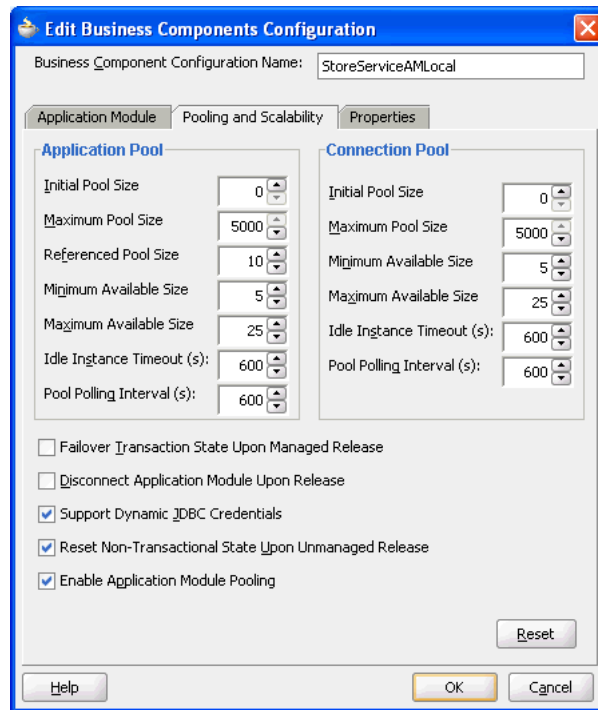 Edit Business Components Configuration
Business Component Configuration Name: StoreServiceAMLocal
Application Module Pooling and Scalability Properties
Application Pool
Initial Pool Size 0
Maximum Pool Size 5000
Referenced Pool Size 10
Minimum Available Size 5
Maximum Available Size 25
Idle Instance Timeout (s): 600
Pool Polling Interval (s): 600
Connection Pool
Initial Pool Size 0
Maximum Pool Size 5000
Minimum Available Size 5
Maximum Available Size 25
Idle Instance Timeout (s): 600
Pool Polling Interval (s): 600
Failover Transaction State Upon Managed Release
Disconnect Application Module Upon Release
Support Dynamic JDBC Credentials
Reset Non-Transactional State Upon Unmanaged Release
Enable Application Module Pooling
Reset
Help OK Cancel